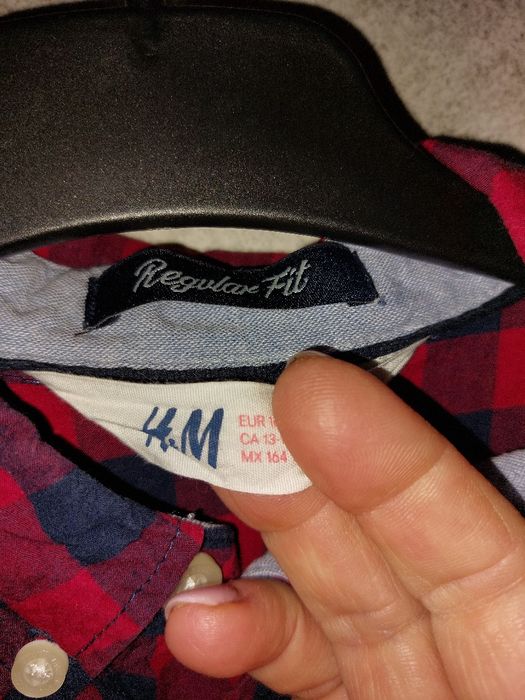 Regular Fit
H&M
EUR 1
CA 13-
MX 164